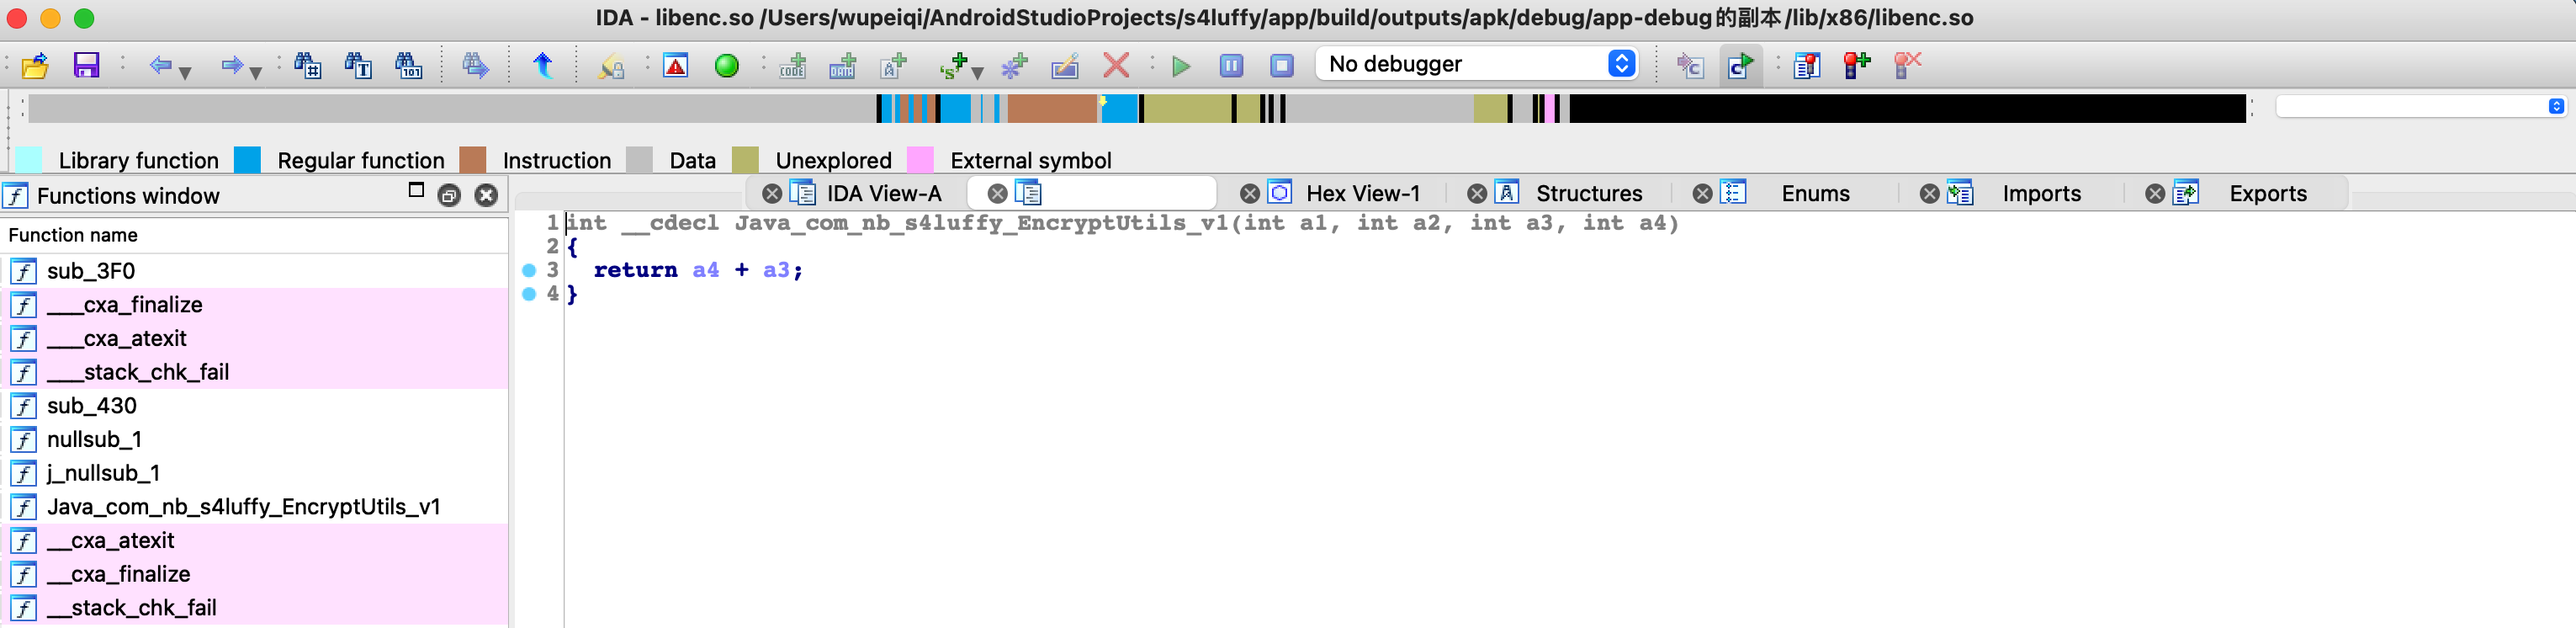 IDA - libenc.so /Users/wupeiqi/AndroidStudioProjects/s4luffy/app/build/outputs/apk/debug/app-debug的副本/lib/x86/libenc.so
No debugger
Library function Regular function Instruction Data Unexplored External symbol
Functions window
IDA View-A Hex View-1 Structures Enums Imports Exports
Function name
sub_3F0
___cxa_finalize
___cxa_atexit
___stack_chk_fail
sub_430
nullsub_1
j_nullsub_1
Java_com_nb_s4luffy_EncryptUtils_v1
__cxa_atexit
__cxa_finalize
__stack_chk_fail
1 int __cdecl Java_com_nb_s4luffy_EncryptUtils_v1(int a1, int a2, int a3, int a4)
2 {
3 return a4 + a3;
4 }